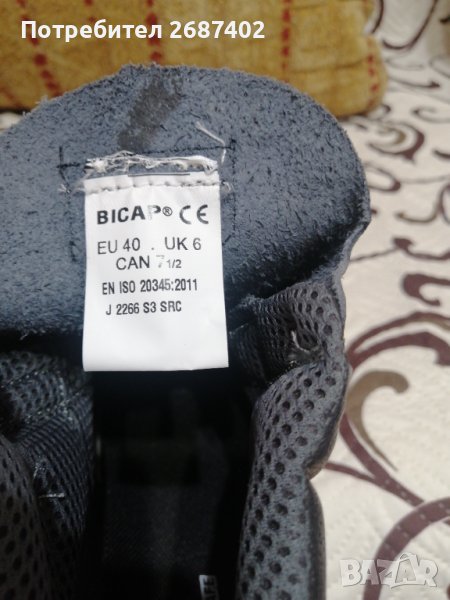 Потребител 2687402
BICAP® CE
EU 40 . UK 6
CAN 7 1/2
EN ISO 20345:2011
J 2266 S3 SRC
bazar